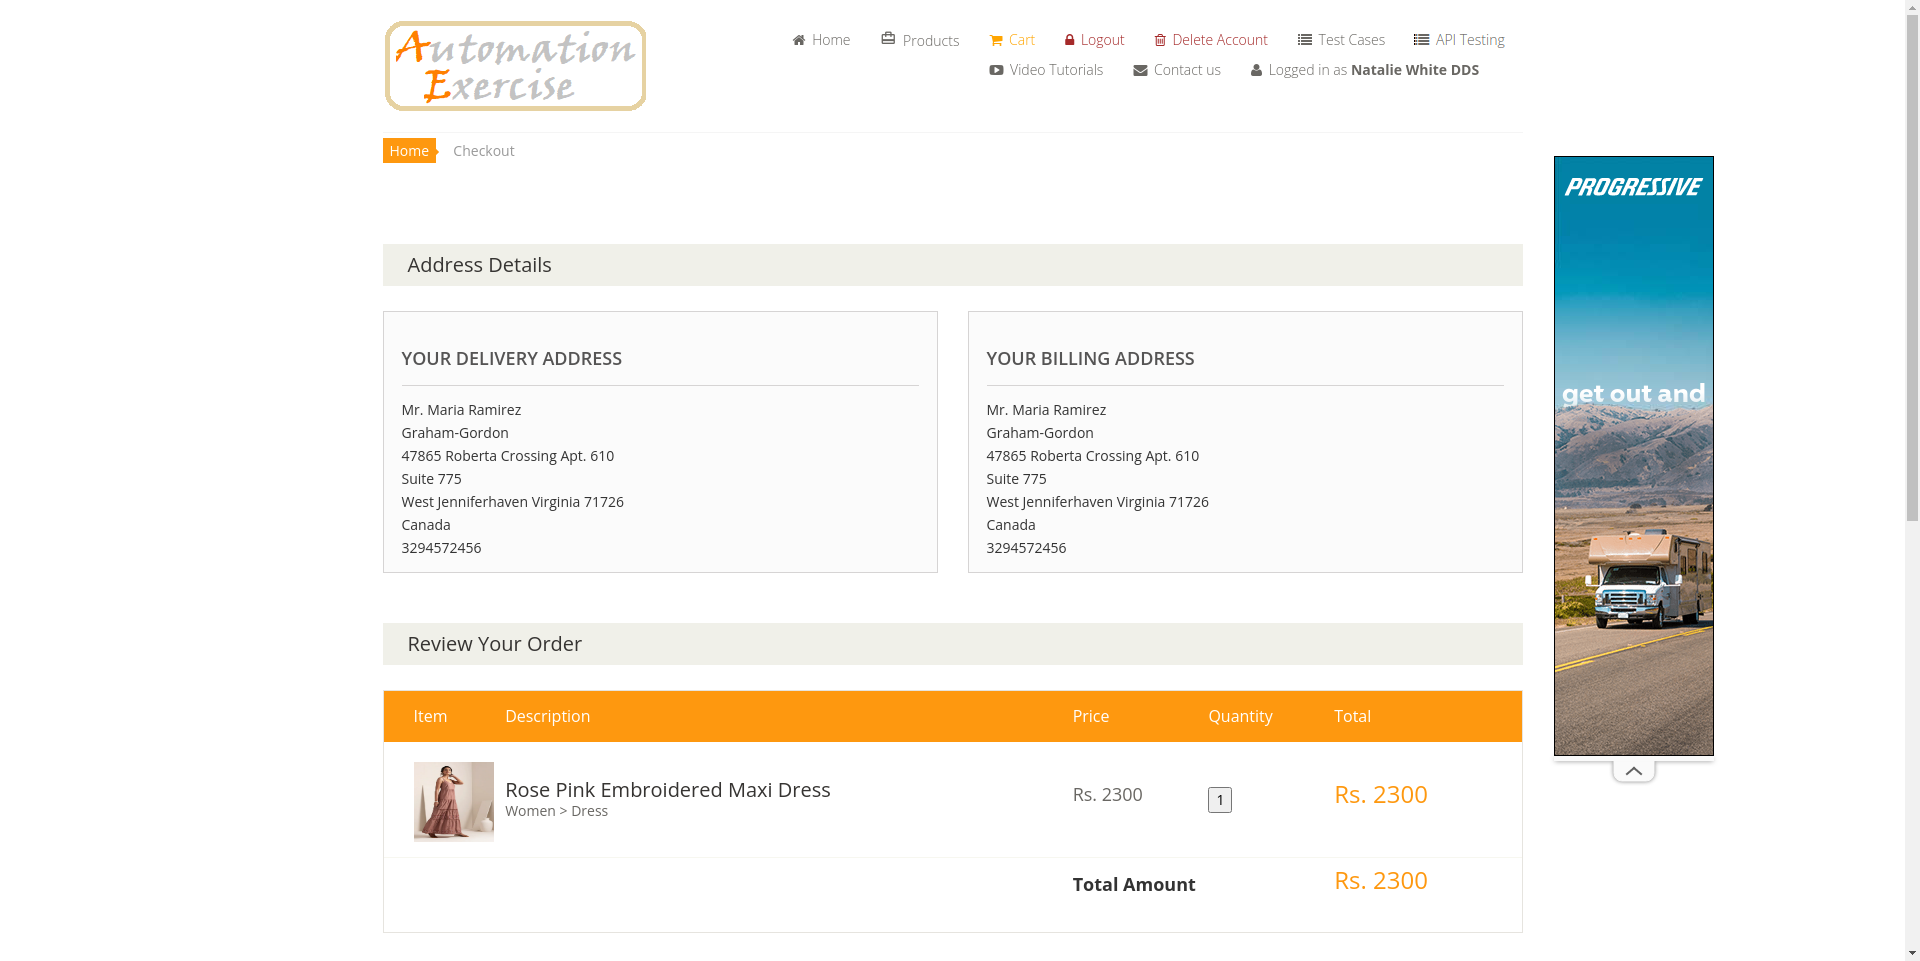 Automation
Exercise
Home
Products
Cart
Logout
Delete Account
Test Cases
API Testing
Video Tutorials
Contact us
Logged in as Natalie White DDS
Home
Checkout
PROGRESSIVE
get out and
Address Details
YOUR DELIVERY ADDRESS
Mr. Maria Ramirez
Graham-Gordon
47865 Roberta Crossing Apt. 610
Suite 775
West Jenniferhaven Virginia 71726
Canada
3294572456
YOUR BILLING ADDRESS
Mr. Maria Ramirez
Graham-Gordon
47865 Roberta Crossing Apt. 610
Suite 775
West Jenniferhaven Virginia 71726
Canada
3294572456
Review Your Order
Item Description Price Quantity Total
Rose Pink Embroidered Maxi Dress
Women > Dress
Rs. 2300
1
Rs. 2300
Total Amount
Rs. 2300